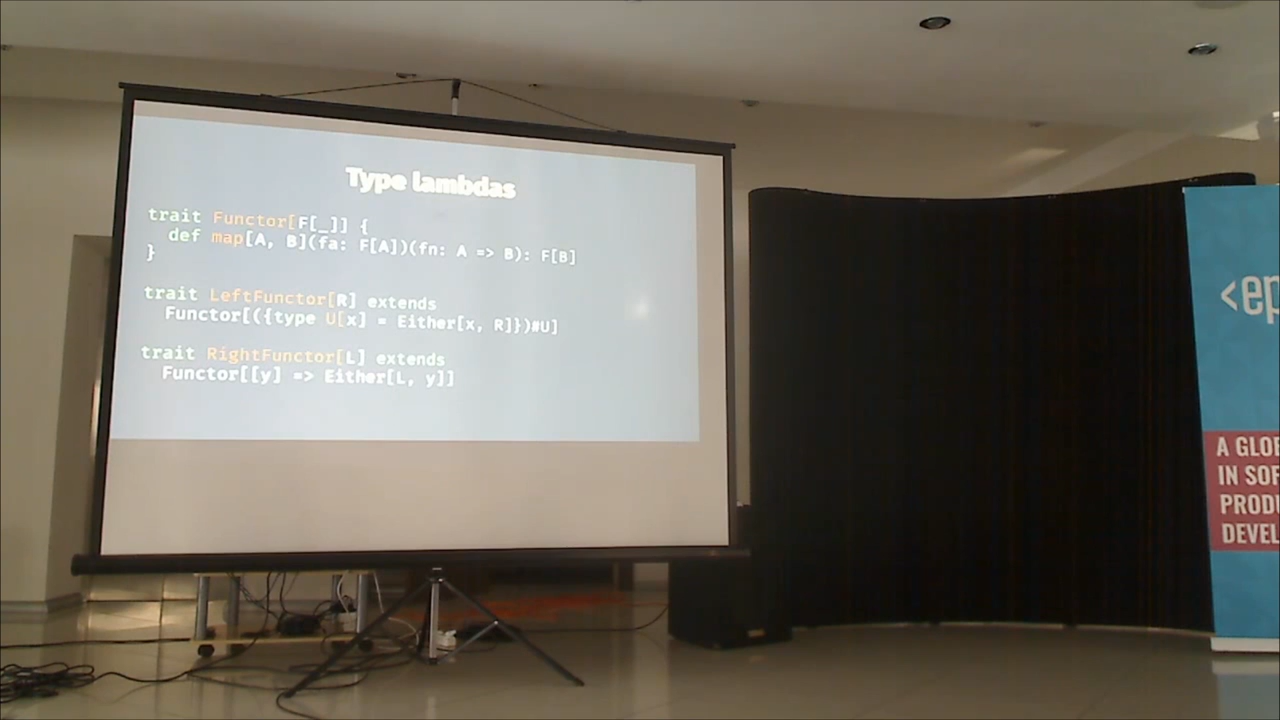 Type lambdas
trait Functor[F[_]] {
def map[A, B](fa: F[A])(fn: A => B): F[B]
}
trait LeftFunctor[R] extends
Functor[({type U[x] = Either[x, R]})#U]
trait RightFunctor[L] extends
Functor[[y] => Either[L, y]]
<ep
A GLO
IN SOF
PRODU
DEVEL